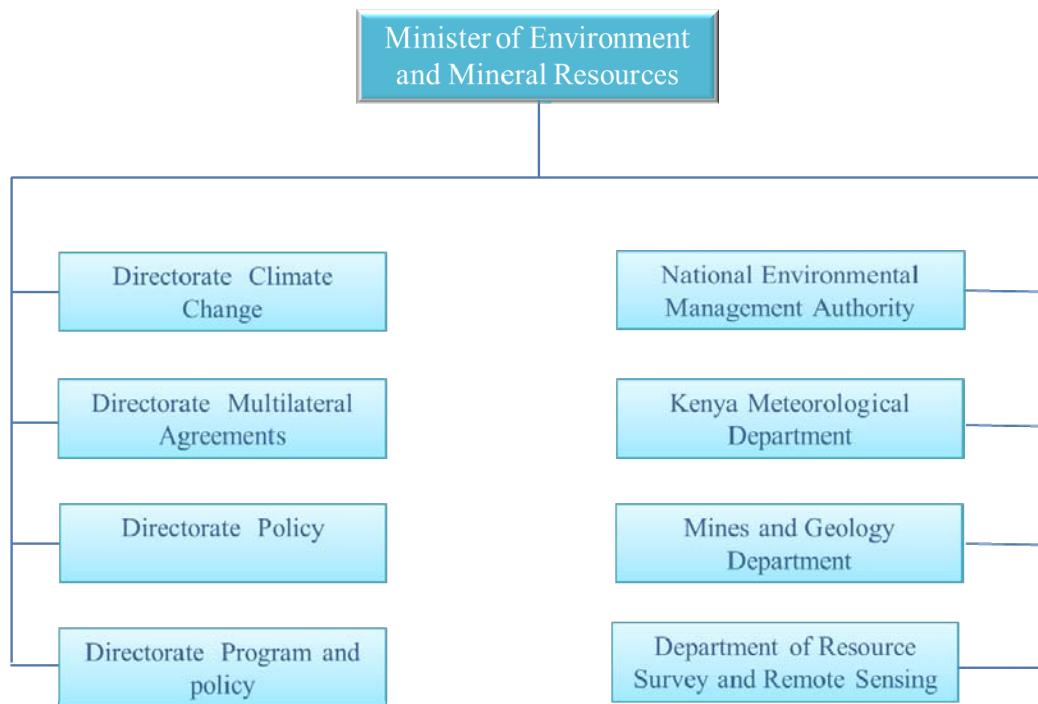 Minister of Environment
and Mineral Resources
Directorate Climate
Change
National Environmental
Management Authority
Directorate Multilateral
Agreements
Kenya Meteorological
Department
Directorate Policy
Mines and Geology
Department
Directorate Program and
policy
Department of Resource
Survey and Remote Sensing